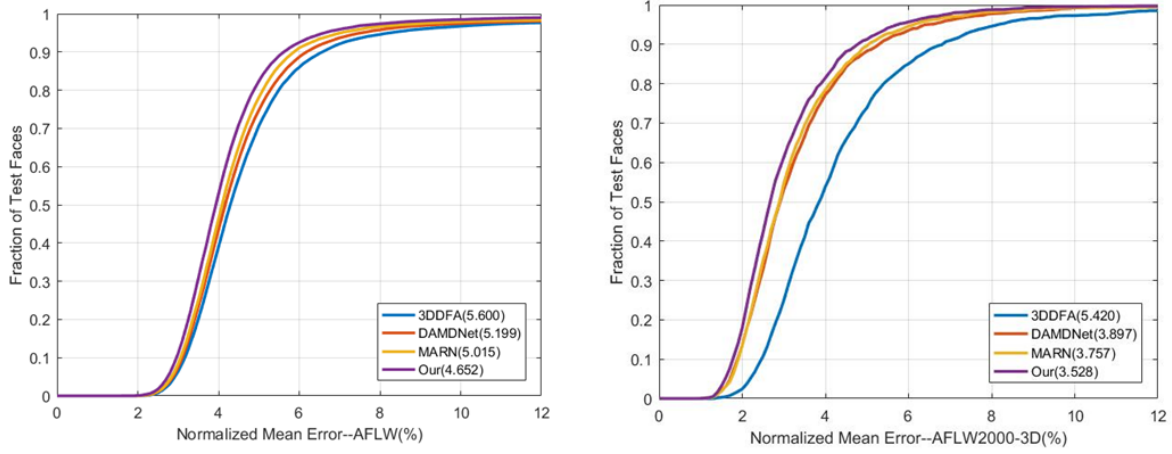 1
0.9
0.8
0.7
0.6
0.5
0.4
0.3
0.2
0.1
0
Fraction of Test Faces
3DDFA(5.600)
DAMDNet(5.199)
MARN(5.015)
Our(4.652)
0 2 4 6 8 10 12
Normalized Mean Error--AFLW(%)
1
0.9
0.8
0.7
0.6
0.5
0.4
0.3
0.2
0.1
0
Fraction of Test Faces
3DDFA(5.420)
DAMDNet(3.897)
MARN(3.757)
Our(3.528)
0 2 4 6 8 10 12
Normalized Mean Error--AFLW2000-3D(%)